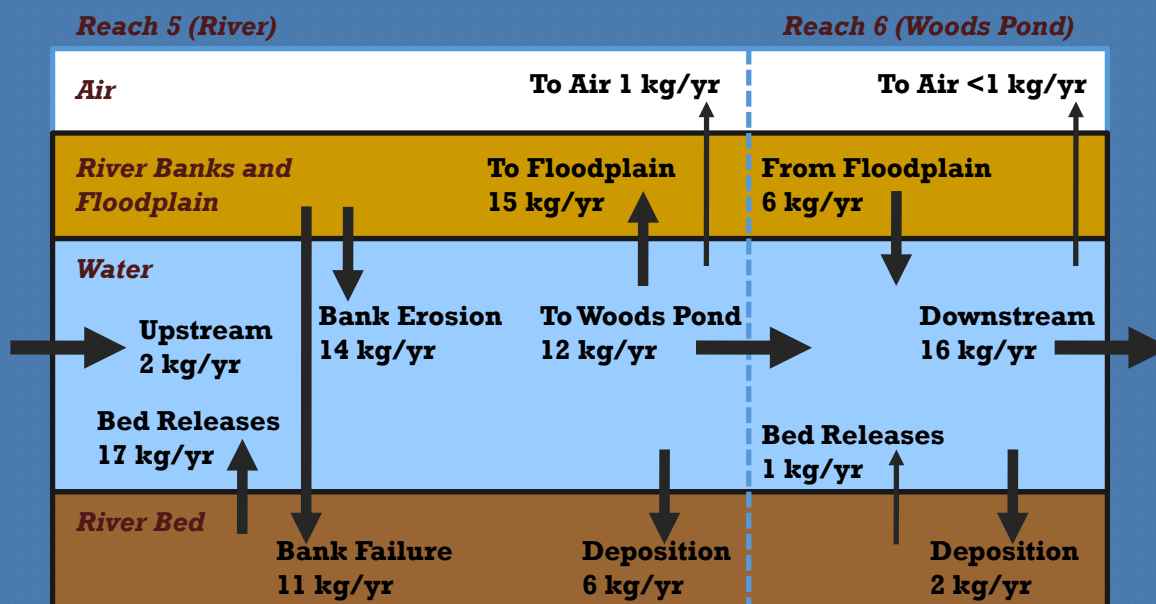 Reach 5 (River)
Reach 6 (Woods Pond)
Air
To Air 1 kg/yr
To Air <1 kg/yr
River Banks and
Floodplain
To Floodplain
15 kg/yr
From Floodplain
6 kg/yr
Water
Upstream
2 kg/yr
Bank Erosion
14 kg/yr
To Woods Pond
12 kg/yr
Downstream
16 kg/yr
Bed Releases
17 kg/yr
Bed Releases
1 kg/yr
River Bed
Bank Failure
11 kg/yr
Deposition
6 kg/yr
Deposition
2 kg/yr